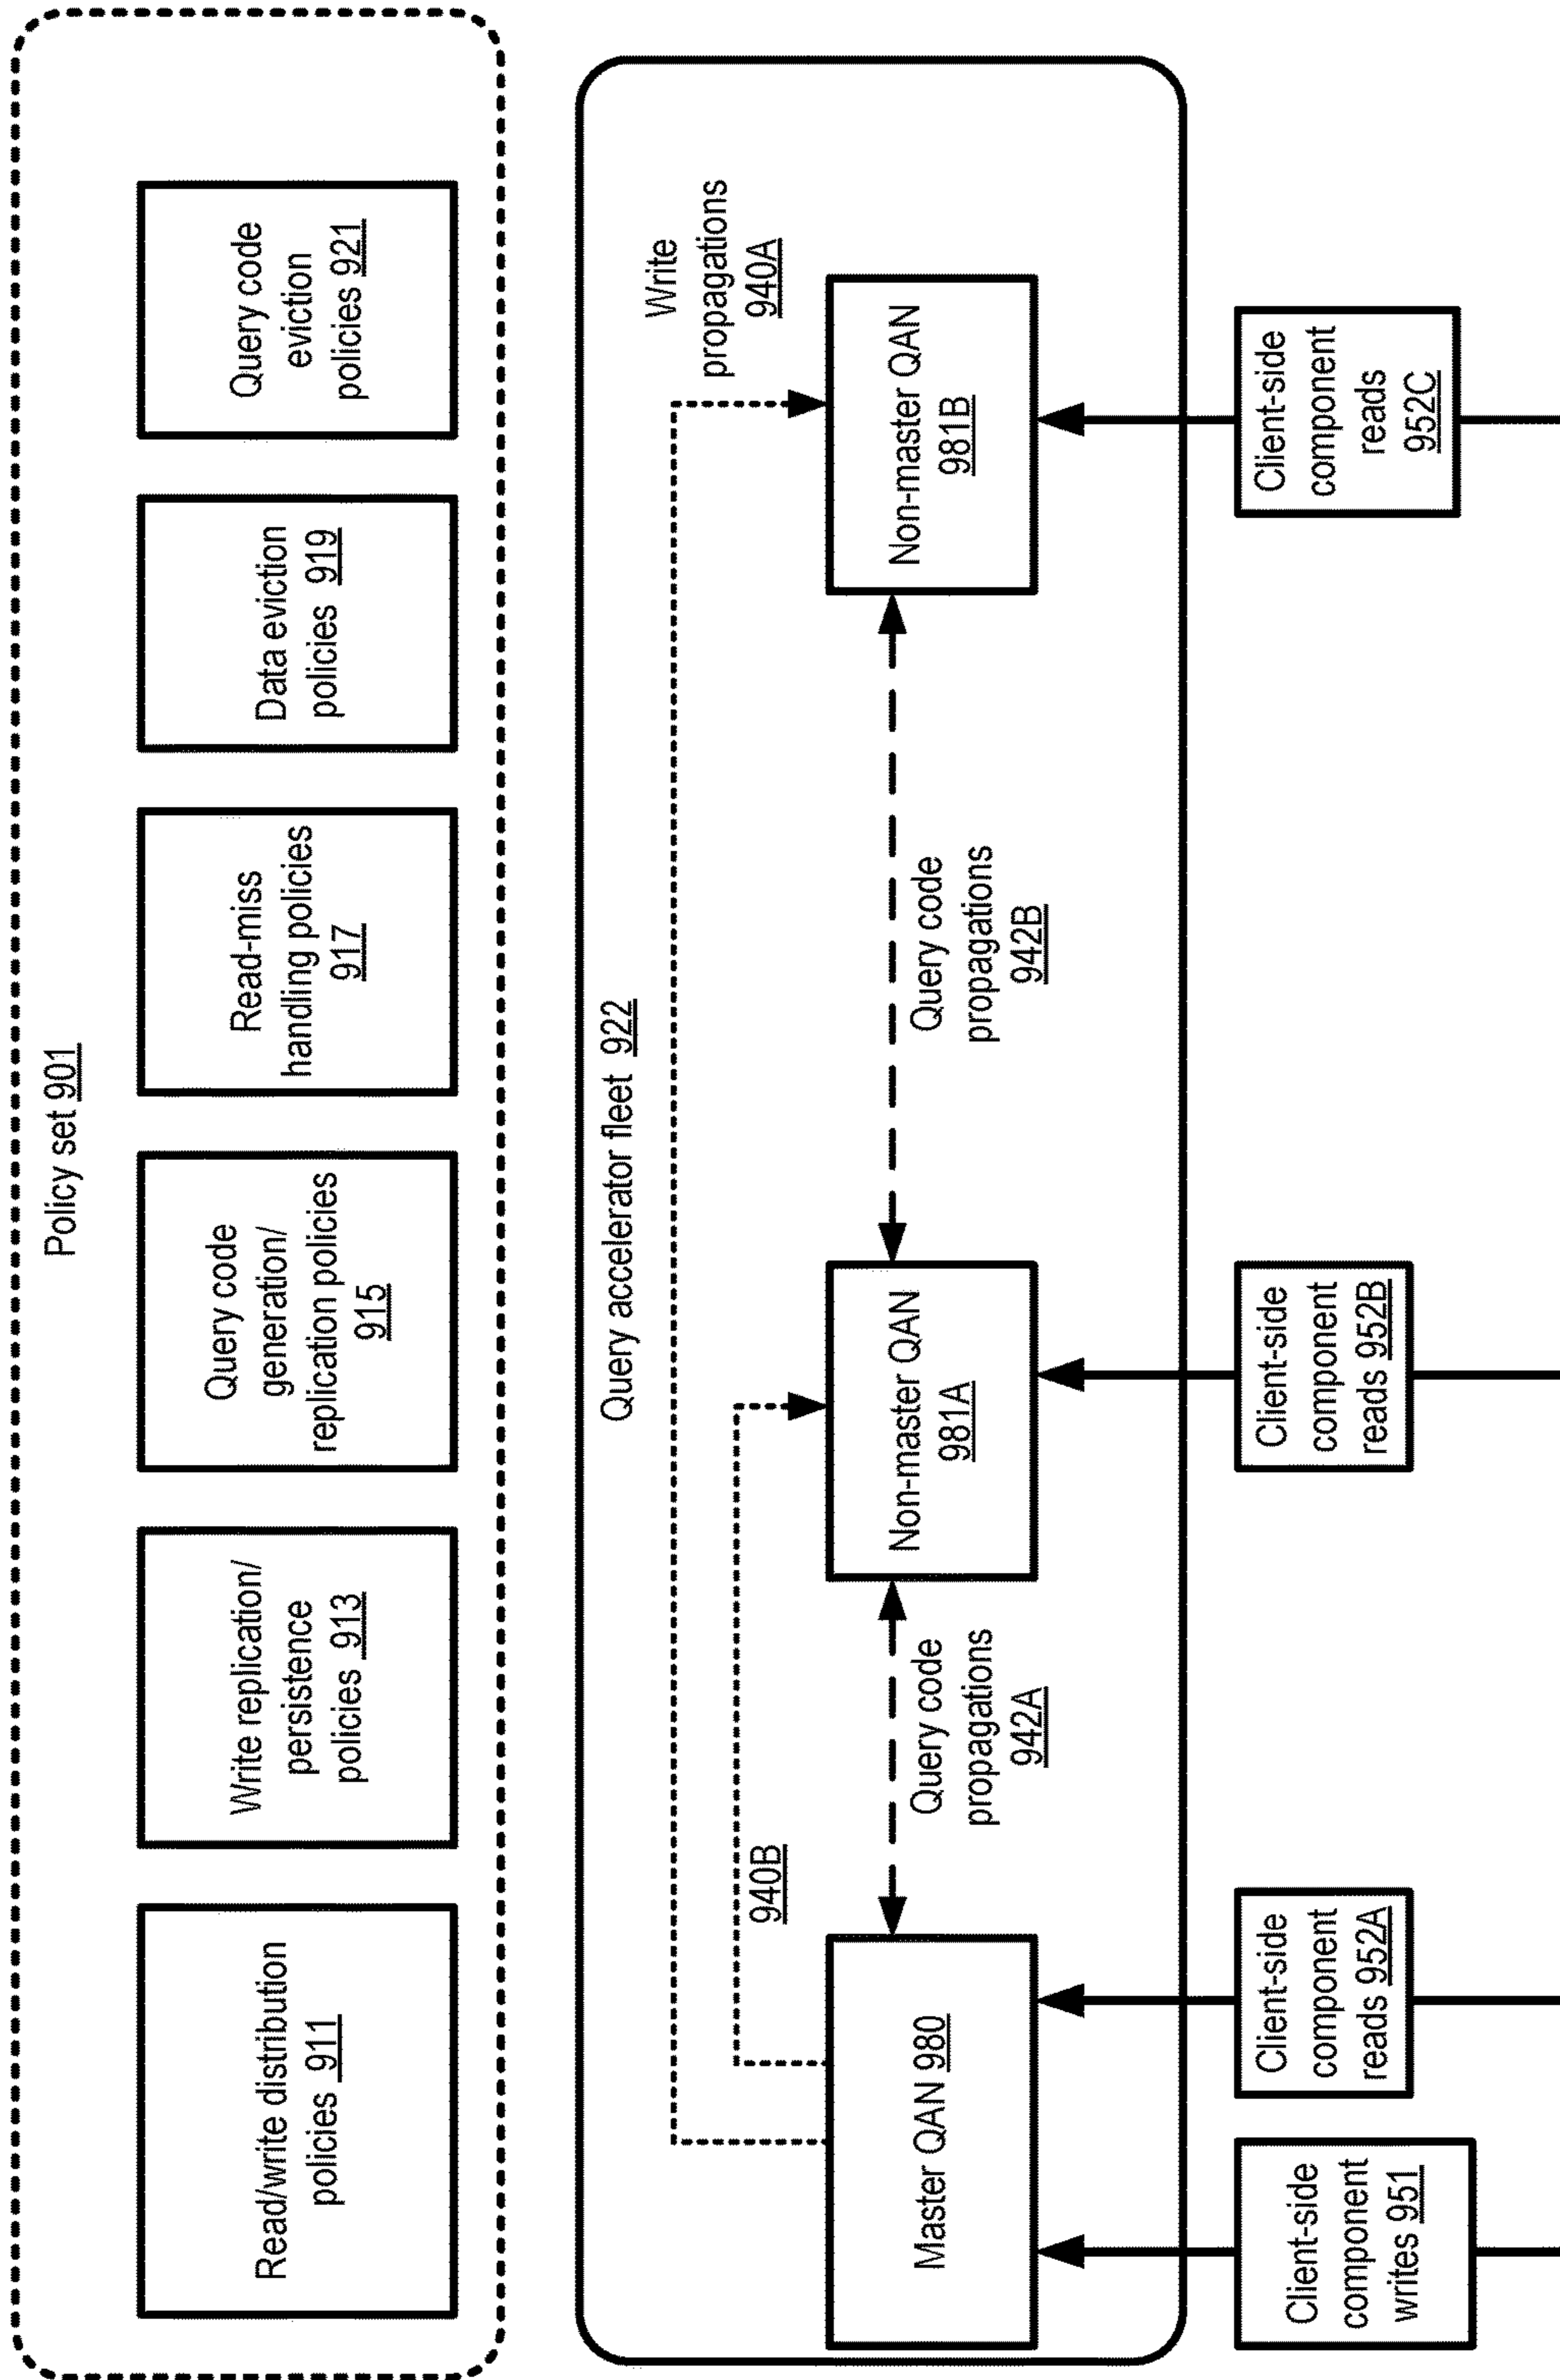 Policy set 901
Read/write distribution
policies 911
Write replication/
persistence
policies 913
Query code
generation/
replication policies
915
Read-miss
handling policies
917
Data eviction
policies 919
Query code
eviction
policies 921
Query accelerator fleet 922
Write
propagations
940A
940B
Master QAN 980
Query code
propagations
942A
Non-master QAN
981A
Query code
propagations
942B
Non-master QAN
981B
Client-side
component
writes 951
Client-side
component
reads 952A
Client-side
component
reads 952B
Client-side
component
reads
952C